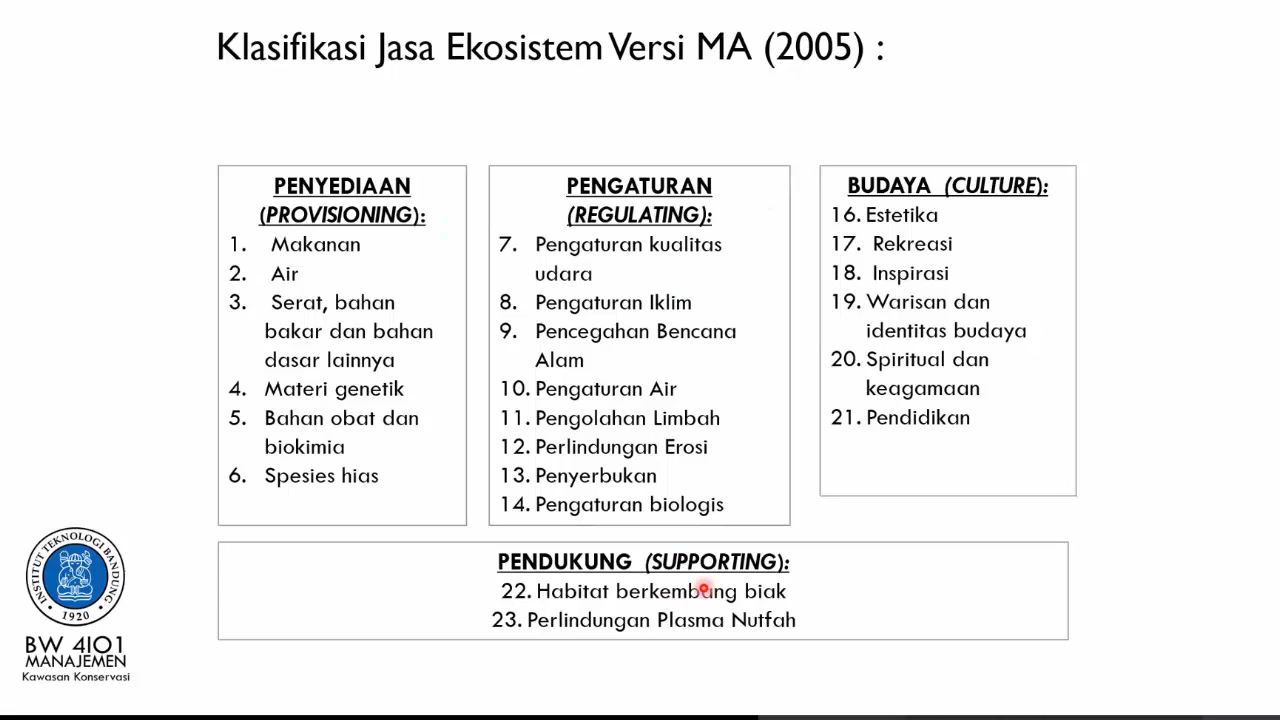 Klasifikasi Jasa Ekosistem Versi MA (2005) :
PENYEDIAAN
(PROVISIONING):
1. Makanan
2. Air
3. Serat, bahan
bakar dan bahan
dasar lainnya
4. Materi genetik
5. Bahan obat dan
biokimia
6. Spesies hias
PENGATURAN
(REGULATING):
7. Pengaturan kualitas
udara
8. Pengaturan Iklim
9. Pencegahan Bencana
Alam
10. Pengaturan Air
11. Pengolahan Limbah
12. Perlindungan Erosi
13. Penyerbukan
14. Pengaturan biologis
BUDAYA (CULTURE):
16. Estetika
17. Rekreasi
18. Inspirasi
19. Warisan dan
identitas budaya
20. Spiritual dan
keagamaan
21. Pendidikan
PENDUKUNG (SUPPORTING):
22. Habitat berkembang biak
23. Perlindungan Plasma Nutfah
INSTITUT TEKNOLOGI BANDUNG
1920
BW 4101
MANAJEMEN
Kawasan Konservasi